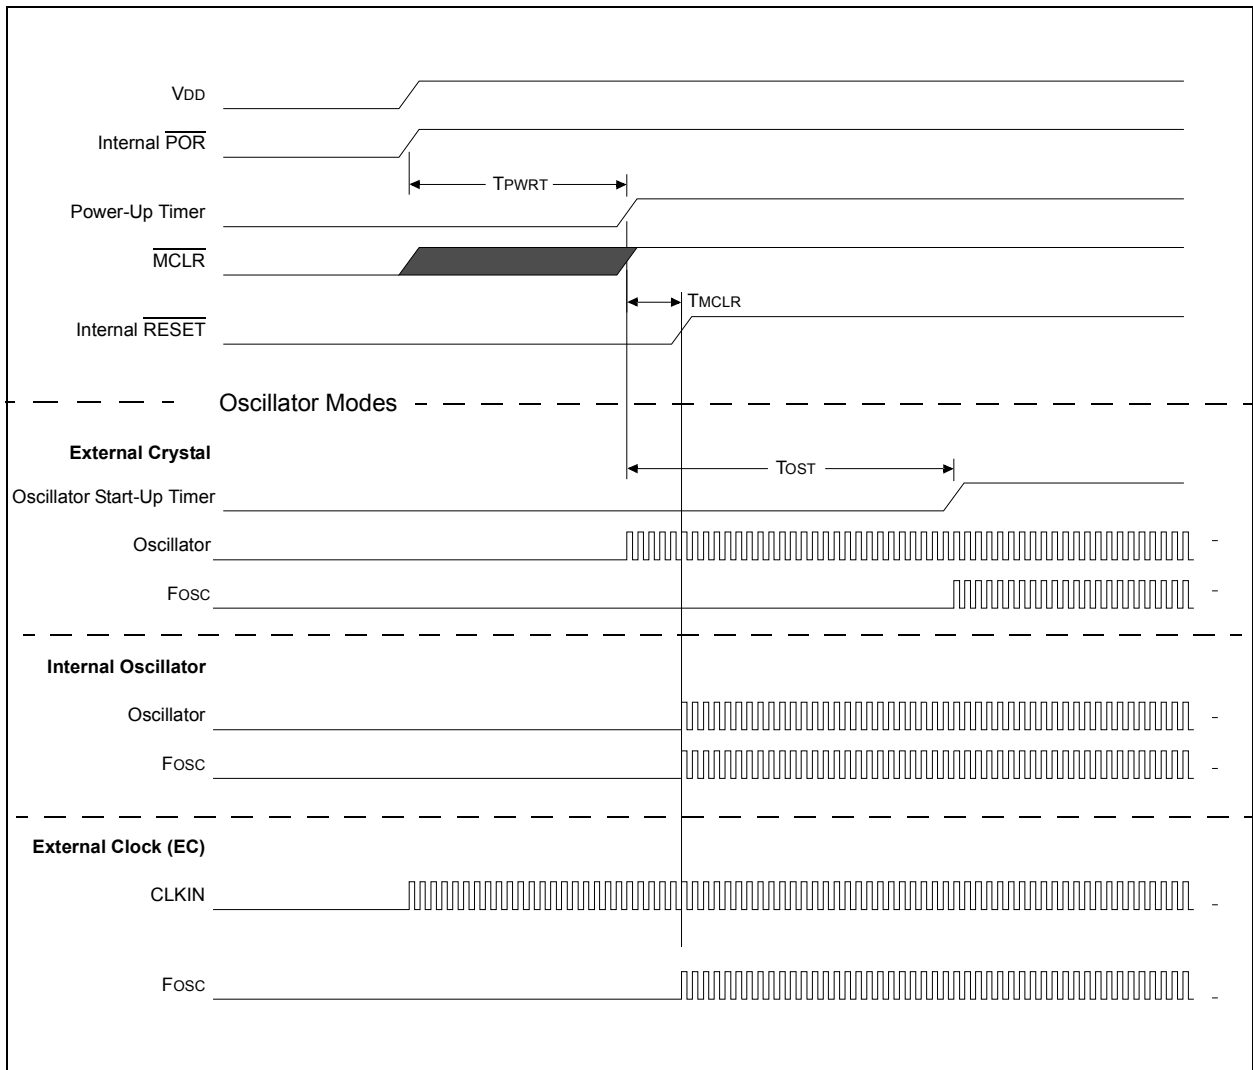 VDD
Internal POR
TPWRT
Power-Up Timer
MCLR
TMCLR
Internal RESET
Oscillator Modes
External Crystal
TOST
Oscillator Start-Up Timer
Oscillator
FOSC
Internal Oscillator
Oscillator
FOSC
External Clock (EC)
CLKIN
FOSC